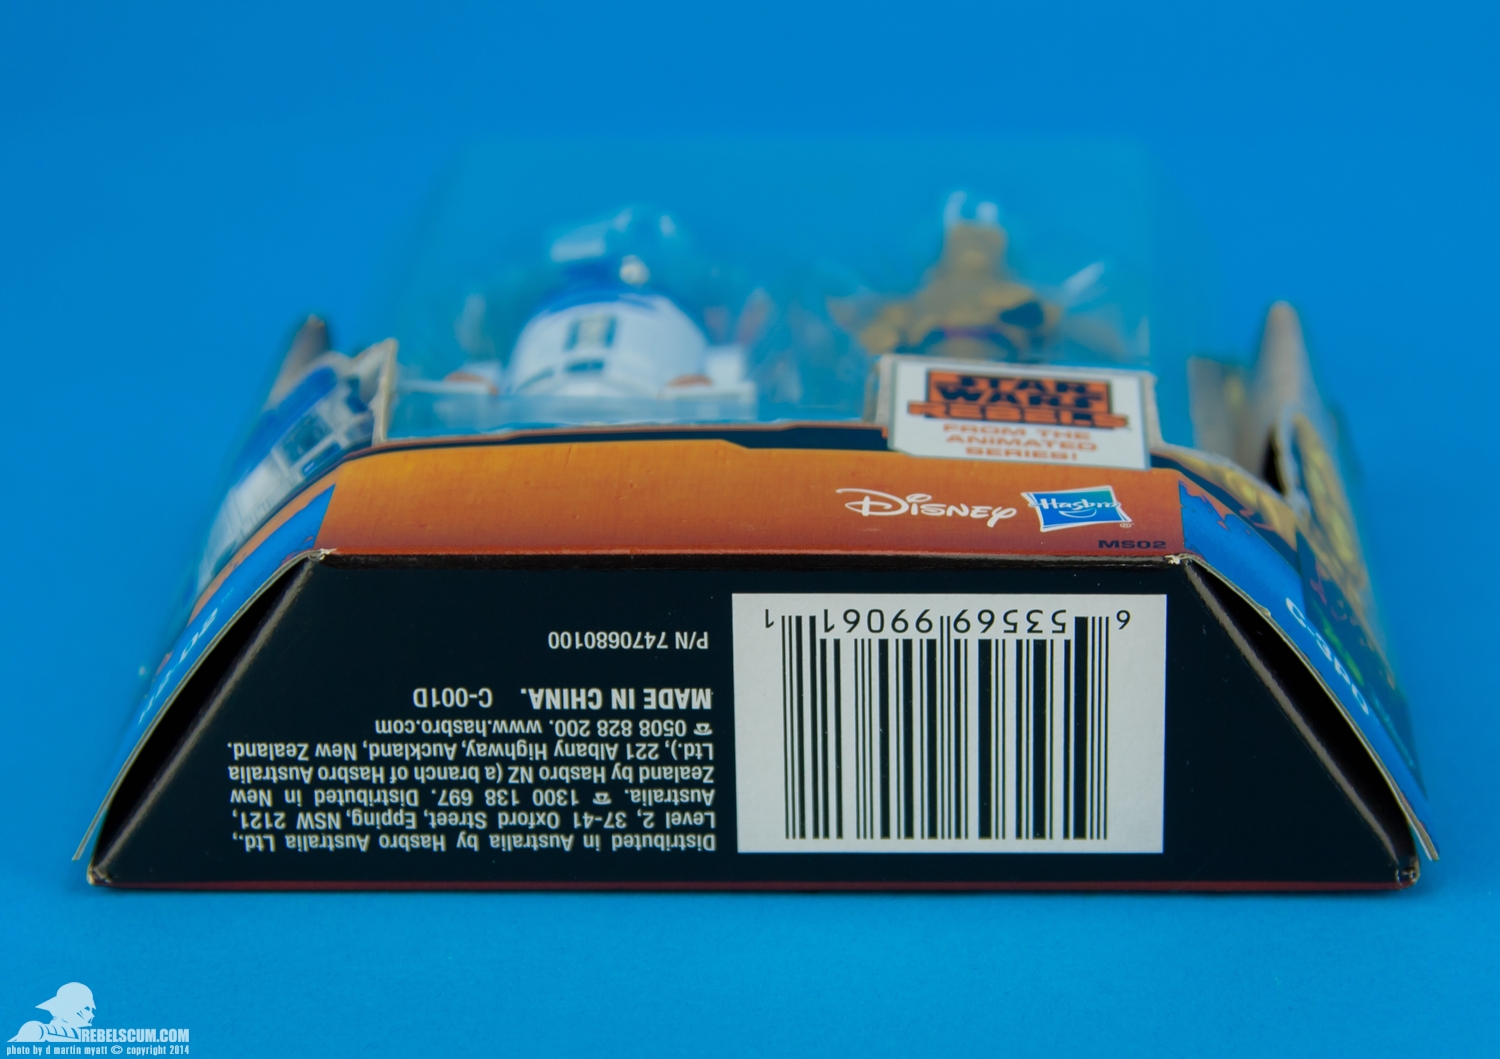 STAR
WARS
REBELS
FROM THE
ANIMATED
SERIES!
Disney
Hasbro
MS02
C-3PO
6 53569 99061 1
Distributed in Australia by Hasbro Australia Ltd.,
Level 2, 37-41 Oxford Street, Epping, NSW 2121,
Australia. ☎ 1300 138 697. Distributed in New
Zealand by Hasbro NZ (a branch of Hasbro Australia
Ltd.), 221 Albany Highway, Auckland, New Zealand.
☎ 0508 828 200. www.hasbro.com
MADE IN CHINA. C-001D
P/N 7470680100
REBELSCUM.COM
photo by d martin myatt © copyright 2014